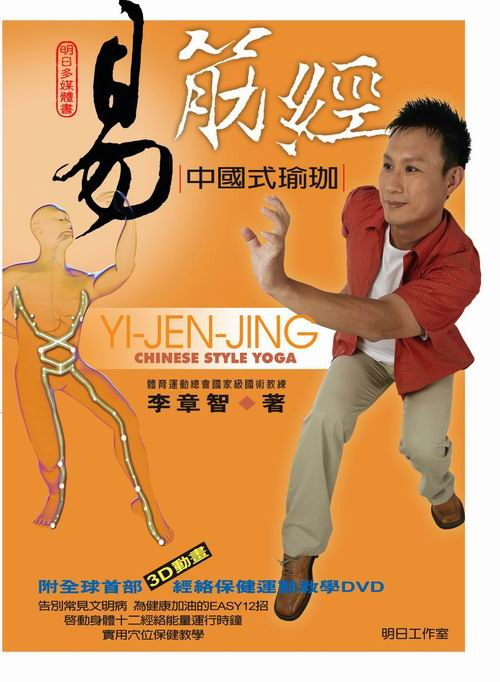 明日多媒體書
易筋經
中國式瑜珈
YI-JEN-JING
CHINESE STYLE YOGA
體育運動總會國家級國術教練
李章智◆著
附全球首部3D動畫經絡保健運動教學DVD
告別常見文明病 為健康加油的EASY12招
啓動身體十二經絡能量運行時鐘
實用穴位保健教學
明日工作室